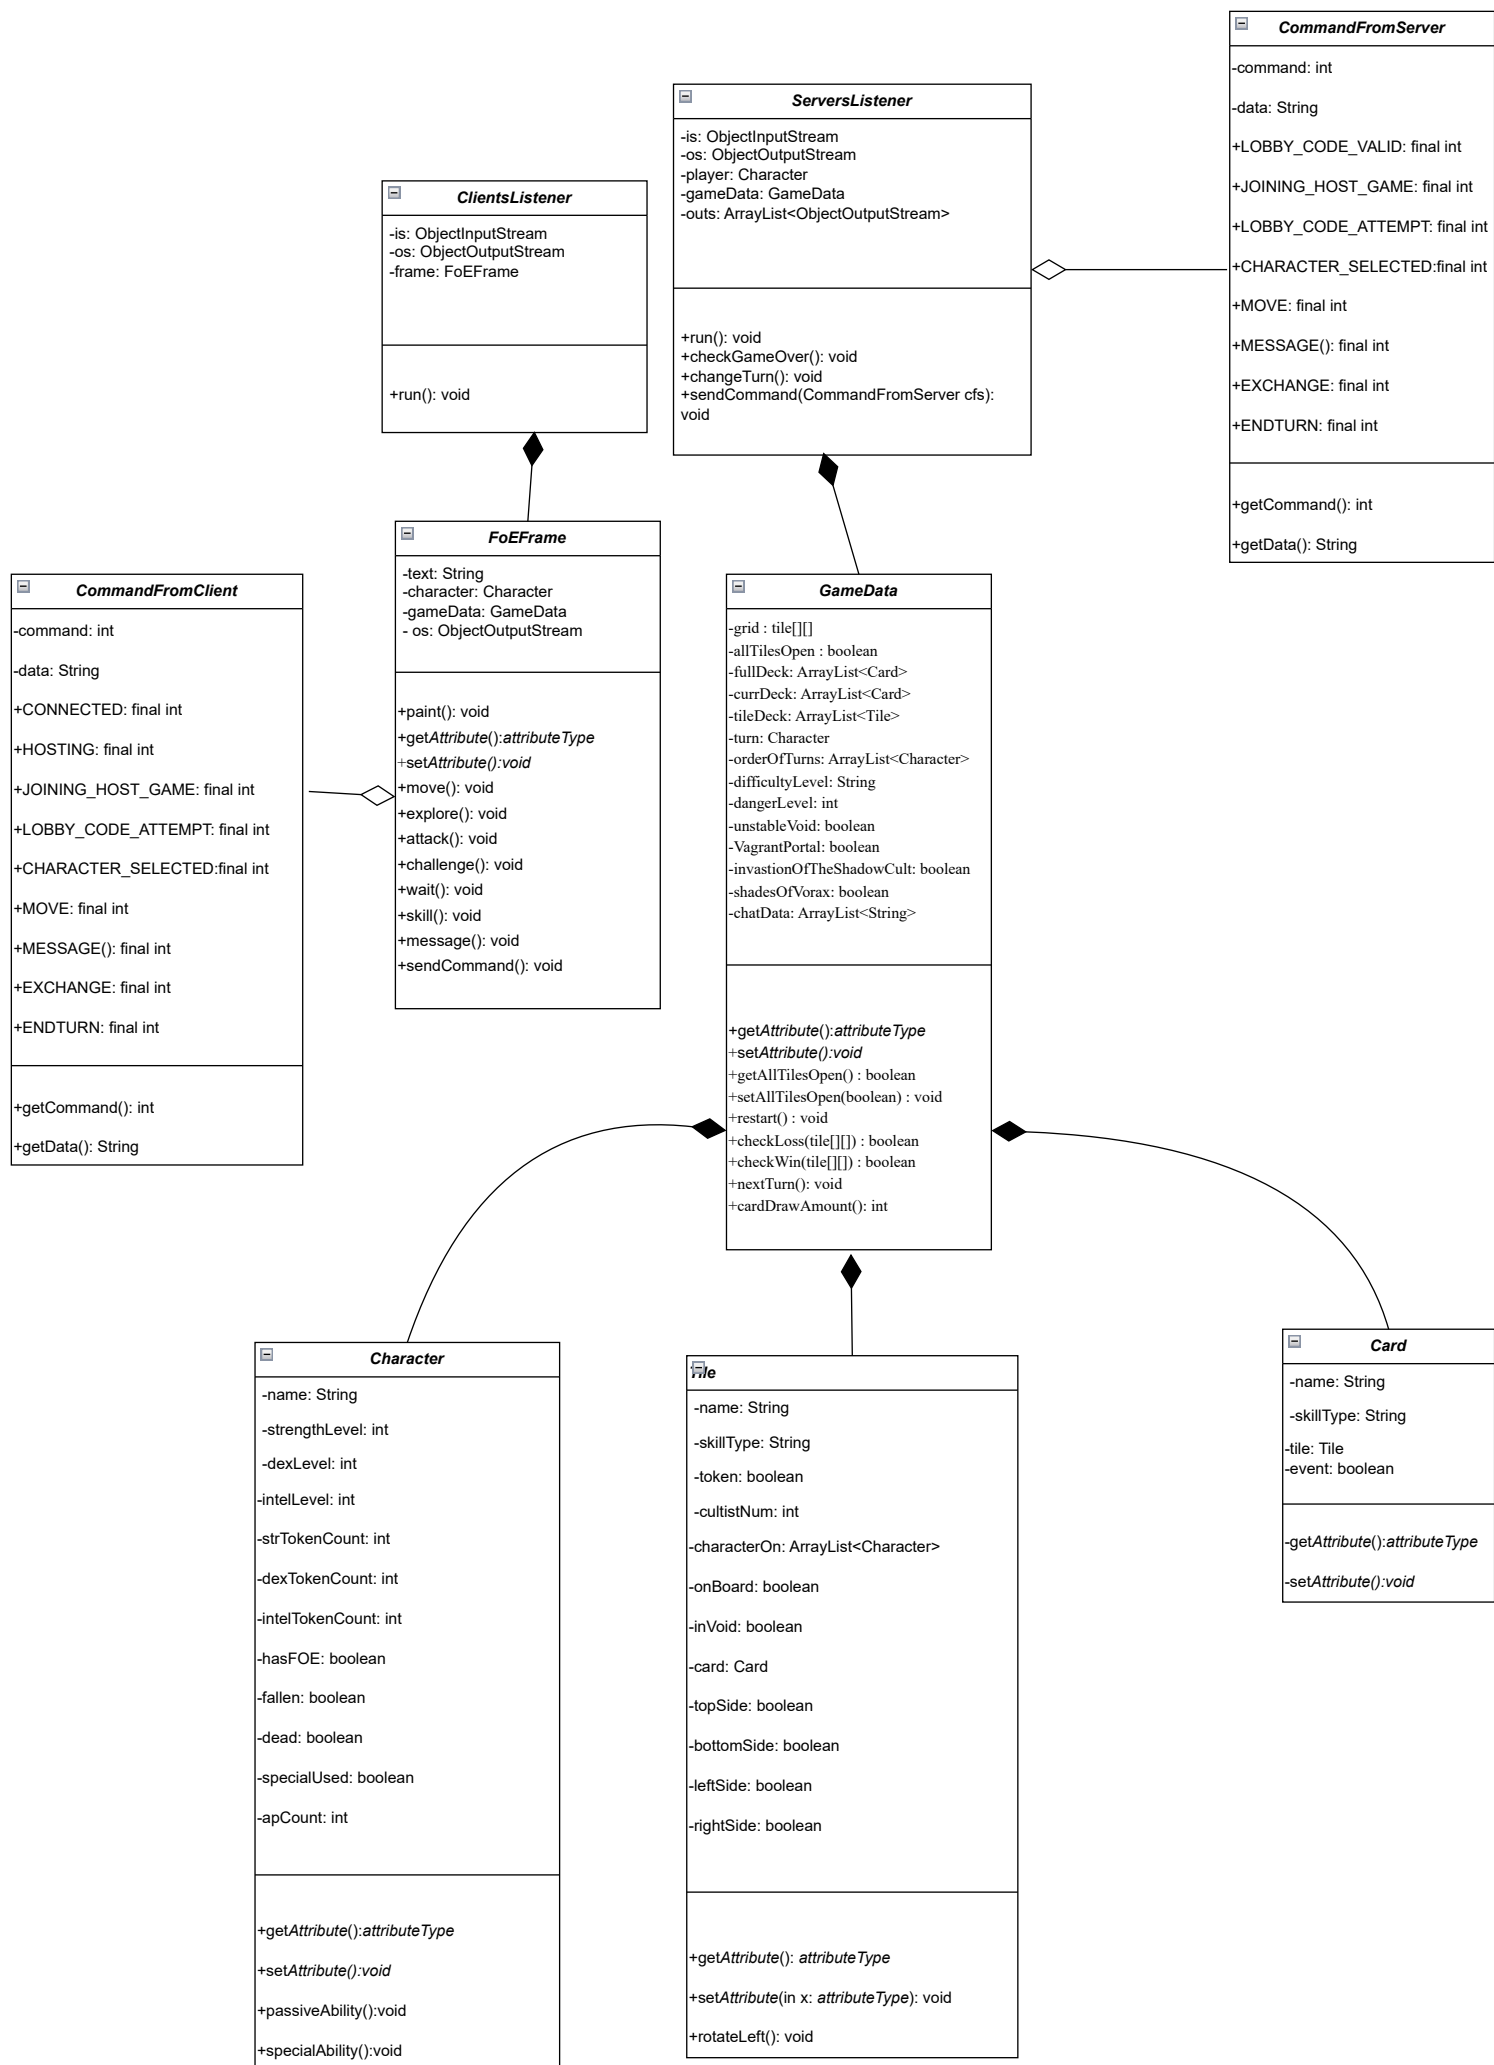 CommandFromServer
-command: int
-data: String
+LOBBY_CODE_VALID: final int
+JOINING_HOST_GAME: final int
+LOBBY_CODE_ATTEMPT: final int
+CHARACTER_SELECTED:final int
+MOVE: final int
+MESSAGE(): final int
+EXCHANGE: final int
+ENDTURN: final int
+getCommand(): int
+getData(): String
ServersListener
-is: ObjectInputStream
-os: ObjectOutputStream
-player: Character
-gameData: GameData
-outs: ArrayList<ObjectOutputStream>
+run(): void
+checkGameOver(): void
+changeTurn(): void
+sendCommand(CommandFromServer cfs):
void
ClientsListener
-is: ObjectInputStream
-os: ObjectOutputStream
-frame: FoEFrame
+run(): void
FoEFrame
-text: String
-character: Character
-gameData: GameData
- os: ObjectOutputStream
+paint(): void
+getAttribute():attributeType
+setAttribute():void
+move(): void
+explore(): void
+attack(): void
+challenge(): void
+wait(): void
+skill(): void
+message(): void
+sendCommand(): void
CommandFromClient
-command: int
-data: String
+CONNECTED: final int
+HOSTING: final int
+JOINING_HOST_GAME: final int
+LOBBY_CODE_ATTEMPT: final int
+CHARACTER_SELECTED:final int
+MOVE: final int
+MESSAGE(): final int
+EXCHANGE: final int
+ENDTURN: final int
+getCommand(): int
+getData(): String
GameData
-grid : tile[][]
-allTilesOpen : boolean
-fullDeck: ArrayList<Card>
-currDeck: ArrayList<Card>
-tileDeck: ArrayList<Tile>
-turn: Character
-orderOfTurns: ArrayList<Character>
-difficultyLevel: String
-dangerLevel: int
-unstableVoid: boolean
-VagrantPortal: boolean
-invastionOfTheShadowCult: boolean
-shadesOfVorax: boolean
-chatData: ArrayList<String>
+getAttribute():attributeType
+setAttribute():void
+getAllTilesOpen() : boolean
+setAllTilesOpen(boolean) : void
+restart() : void
+checkLoss(tile[][]) : boolean
+checkWin(tile[][]) : boolean
+nextTurn(): void
+cardDrawAmount(): int
Character
-name: String
-strengthLevel: int
-dexLevel: int
-intelLevel: int
-strTokenCount: int
-dexTokenCount: int
-intelTokenCount: int
-hasFOE: boolean
-fallen: boolean
-dead: boolean
-specialUsed: boolean
-apCount: int
+getAttribute():attributeType
+setAttribute():void
+passiveAbility():void
+specialAbility():void
Tile
-name: String
-skillType: String
-token: boolean
-cultistNum: int
-characterOn: ArrayList<Character>
-onBoard: boolean
-inVoid: boolean
-card: Card
-topSide: boolean
-bottomSide: boolean
-leftSide: boolean
-rightSide: boolean
+getAttribute(): attributeType
+setAttribute(in x: attributeType): void
+rotateLeft(): void
Card
-name: String
-skillType: String
-tile: Tile
-event: boolean
-getAttribute():attributeType
-setAttribute():void